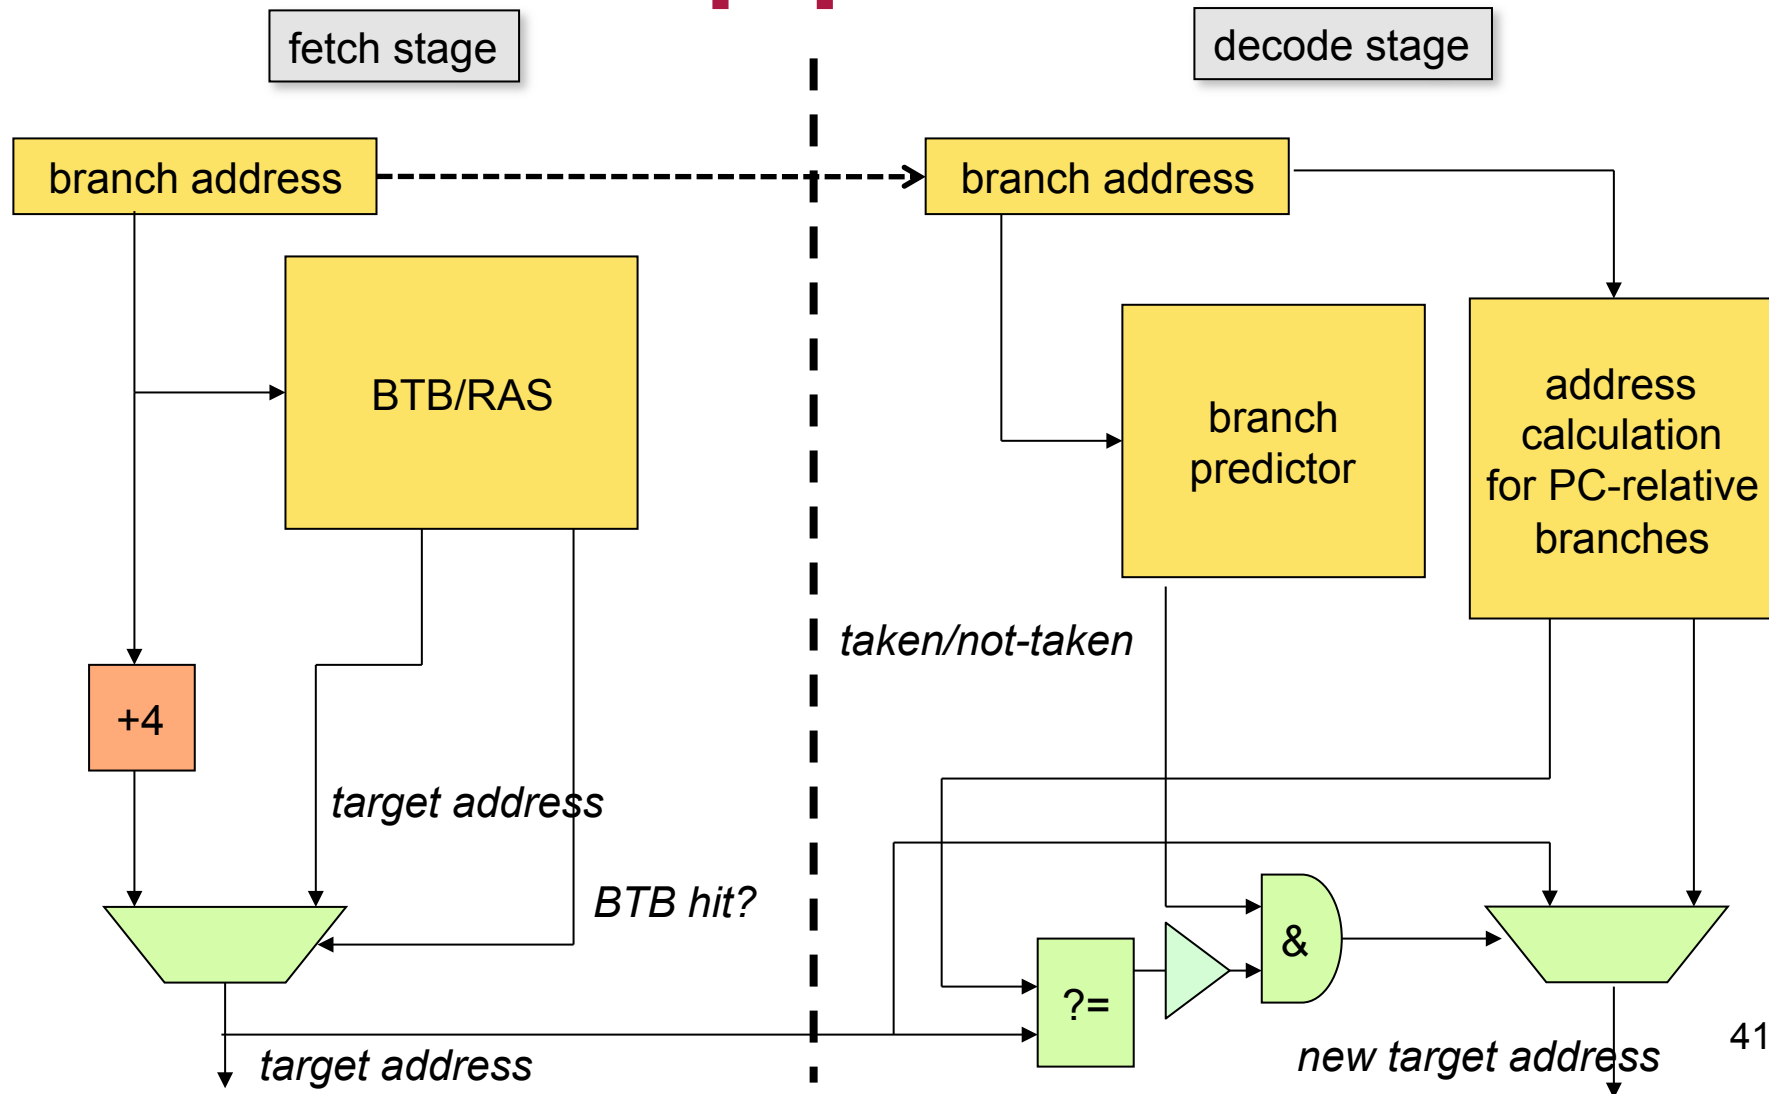 fetch stage
decode stage
branch address
branch address
BTB/RAS
branch
predictor
address
calculation
for PC-relative
branches
taken/not-taken
+4
target address
BTB hit?
&
?=
target address
new target address
41